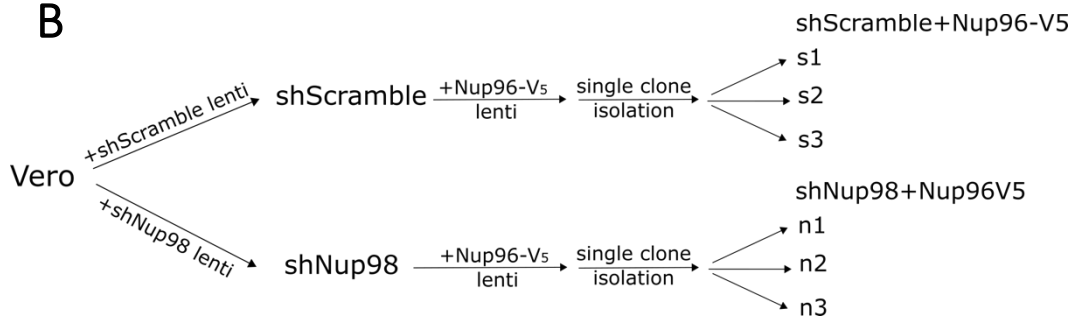 B
shScramble+Nup96-V5
+shScramble lenti
shScramble
+Nup96-V5
lenti
single clone
isolation
s1
s2
s3
Vero
+shNup98 lenti
shNup98
+Nup96-V5
lenti
single clone
isolation
shNup98+Nup96V5
n1
n2
n3